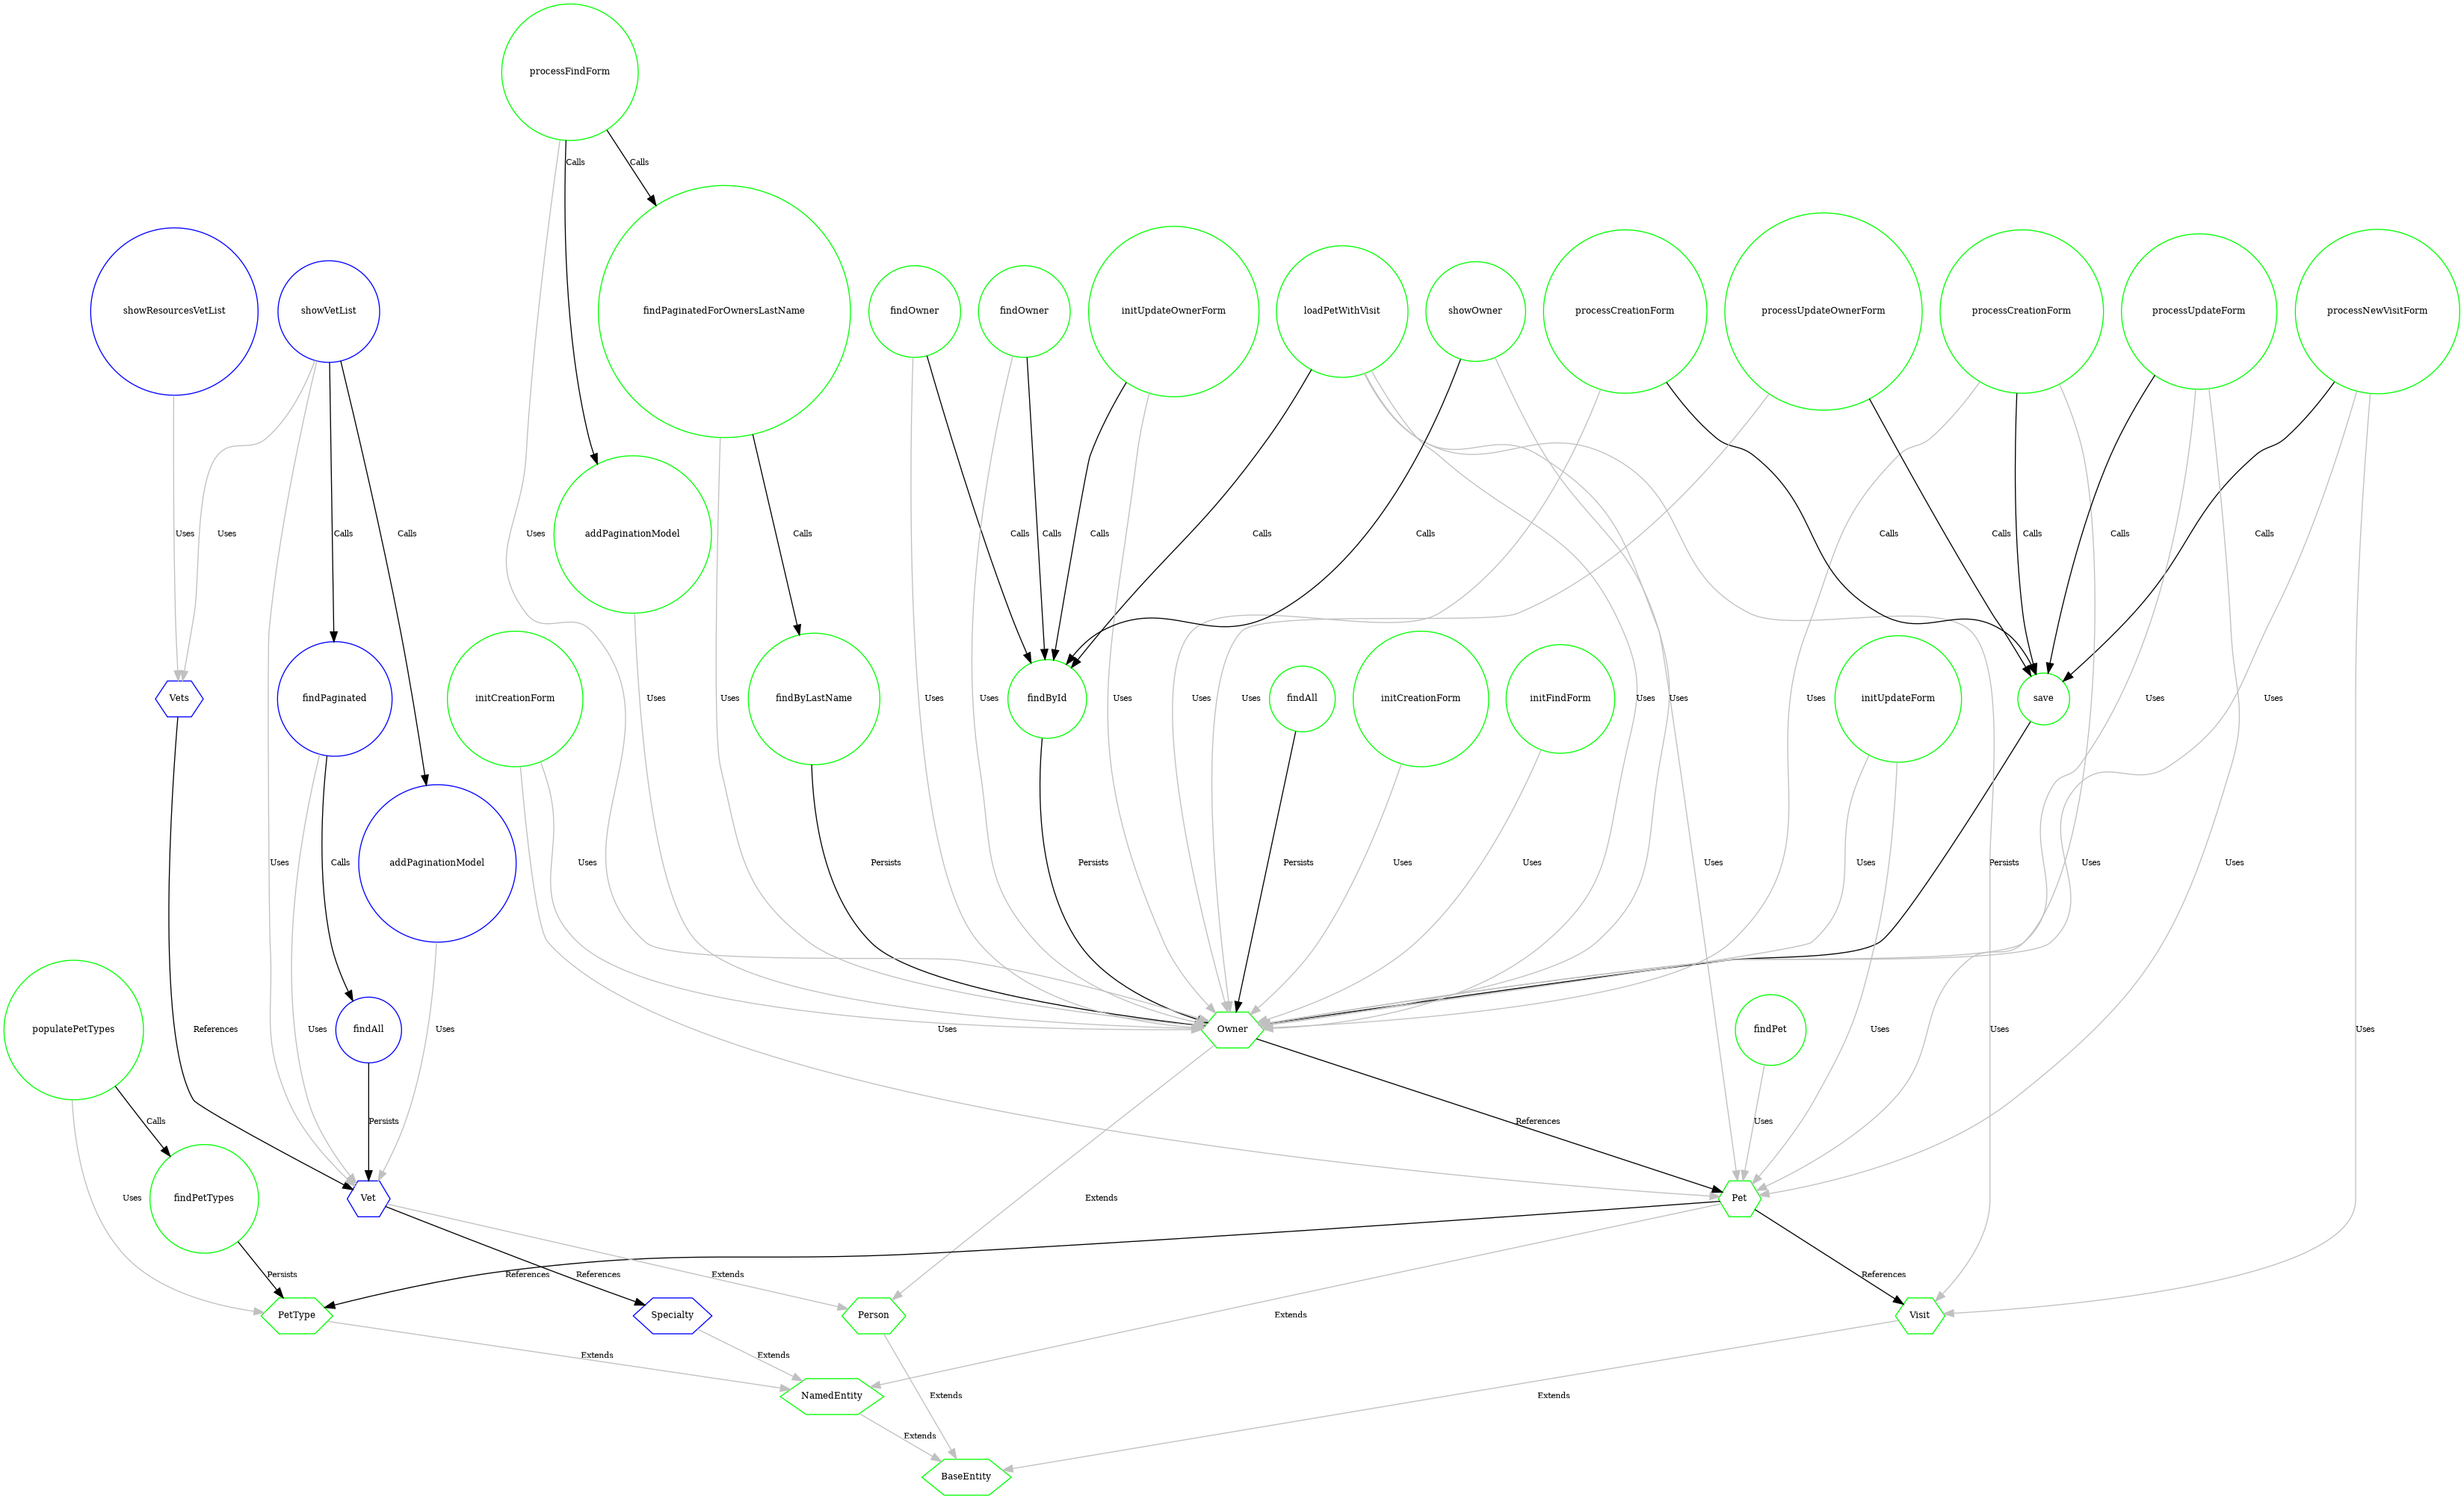 processFindForm
Calls
Calls
showResourcesVetList
showVetList
findPaginatedForOwnersLastName
findOwner
findOwner
initUpdateOwnerForm
loadPetWithVisit
showOwner
processCreationForm
processUpdateOwnerForm
processCreationForm
processUpdateForm
processNewVisitForm
Uses
Uses
Calls
Calls
Uses
addPaginationModel
Calls
Calls
Calls
Calls
Calls
Calls
Calls
Calls
Calls
Calls
Calls
Vets
findPaginated
initCreationForm
Uses
Uses
findByLastName
Uses
Uses
findById
Uses
Uses
Uses
findAll
initCreationForm
initFindForm
Uses
Uses
Uses
initUpdateForm
save
Uses
Uses
Uses
Calls
addPaginationModel
Uses
Persists
Persists
Persists
Uses
Uses
Uses
Uses
Persists
Uses
Uses
populatePetTypes
References
Uses
findAll
Uses
Uses
Owner
findPet
Uses
Uses
Uses
Calls
Persists
References
Uses
Uses
findPetTypes
Vet
Extends
Pet
Persists
References
References
Extends
References
PetType
Specialty
Person
Extends
Visit
Extends
Extends
NamedEntity
Extends
Extends
Extends
BaseEntity